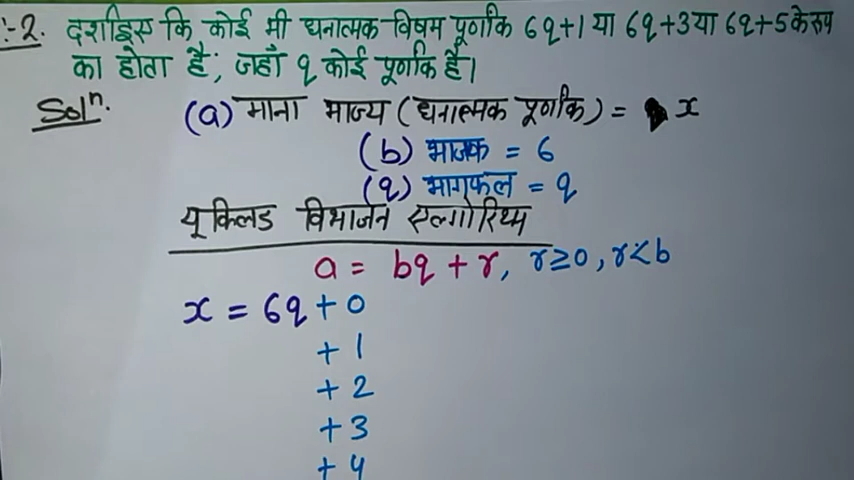 :-2. दर्शाइए कि कोई भी धनात्मक विषम पूर्णांक 6q+1 या 6q+3 या 6q+5 के रूप
का होता है; जहाँ q कोई पूर्णांक है।
Solⁿ. (a) माना भाज्य (धनात्मक पूर्णांक) = x
(b) भाजक = 6
(q) भागफल = q
यूक्लिड विभाजन एल्गोरिथ्म
a = bq + r, r≥0, r<b
x = 6q + 0
+ 1
+ 2
+ 3
+ 4